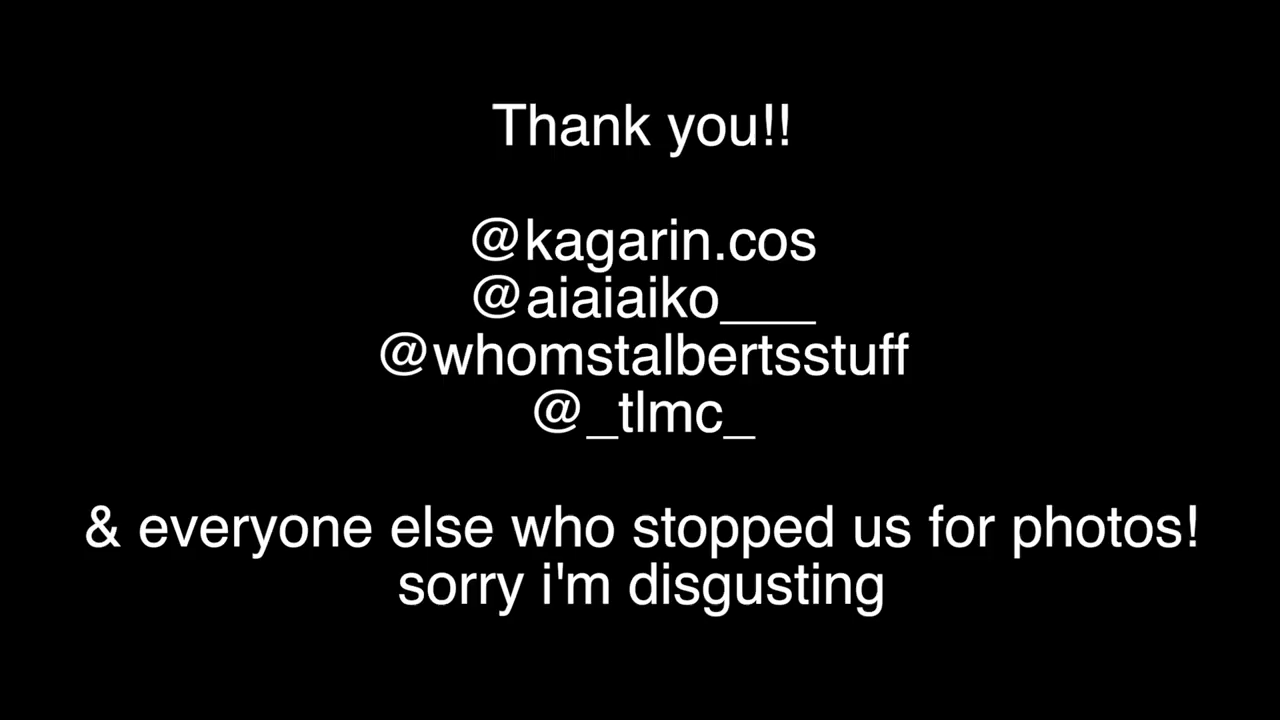 Thank you!!
@kagarin.cos
@aiaiaiko___
@whomstalbertsstuff
@_tlmc_
& everyone else who stopped us for photos!
sorry i'm disgusting